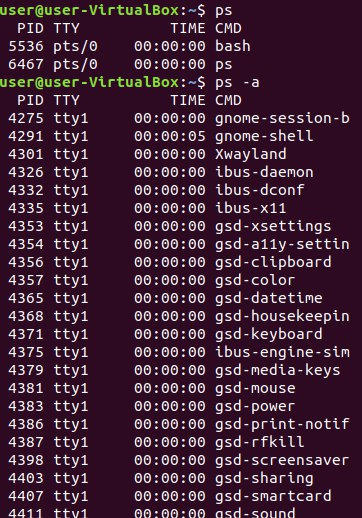 user@user-VirtualBox:~$ ps
PID TTY TIME CMD
5536 pts/0 00:00:00 bash
6467 pts/0 00:00:00 ps
user@user-VirtualBox:~$ ps -a
PID TTY TIME CMD
4275 tty1 00:00:00 gnome-session-b
4291 tty1 00:00:05 gnome-shell
4301 tty1 00:00:00 Xwayland
4326 tty1 00:00:00 ibus-daemon
4332 tty1 00:00:00 ibus-dconf
4335 tty1 00:00:00 ibus-x11
4353 tty1 00:00:00 gsd-xsettings
4354 tty1 00:00:00 gsd-a11y-settin
4356 tty1 00:00:00 gsd-clipboard
4357 tty1 00:00:00 gsd-color
4365 tty1 00:00:00 gsd-datetime
4368 tty1 00:00:00 gsd-housekeepin
4371 tty1 00:00:00 gsd-keyboard
4375 tty1 00:00:00 ibus-engine-sim
4379 tty1 00:00:00 gsd-media-keys
4381 tty1 00:00:00 gsd-mouse
4383 tty1 00:00:00 gsd-power
4386 tty1 00:00:00 gsd-print-notif
4387 tty1 00:00:00 gsd-rfkill
4398 tty1 00:00:00 gsd-screensaver
4403 tty1 00:00:00 gsd-sharing
4407 tty1 00:00:00 gsd-smartcard
4411 tty1 00:00:00 gsd-sound